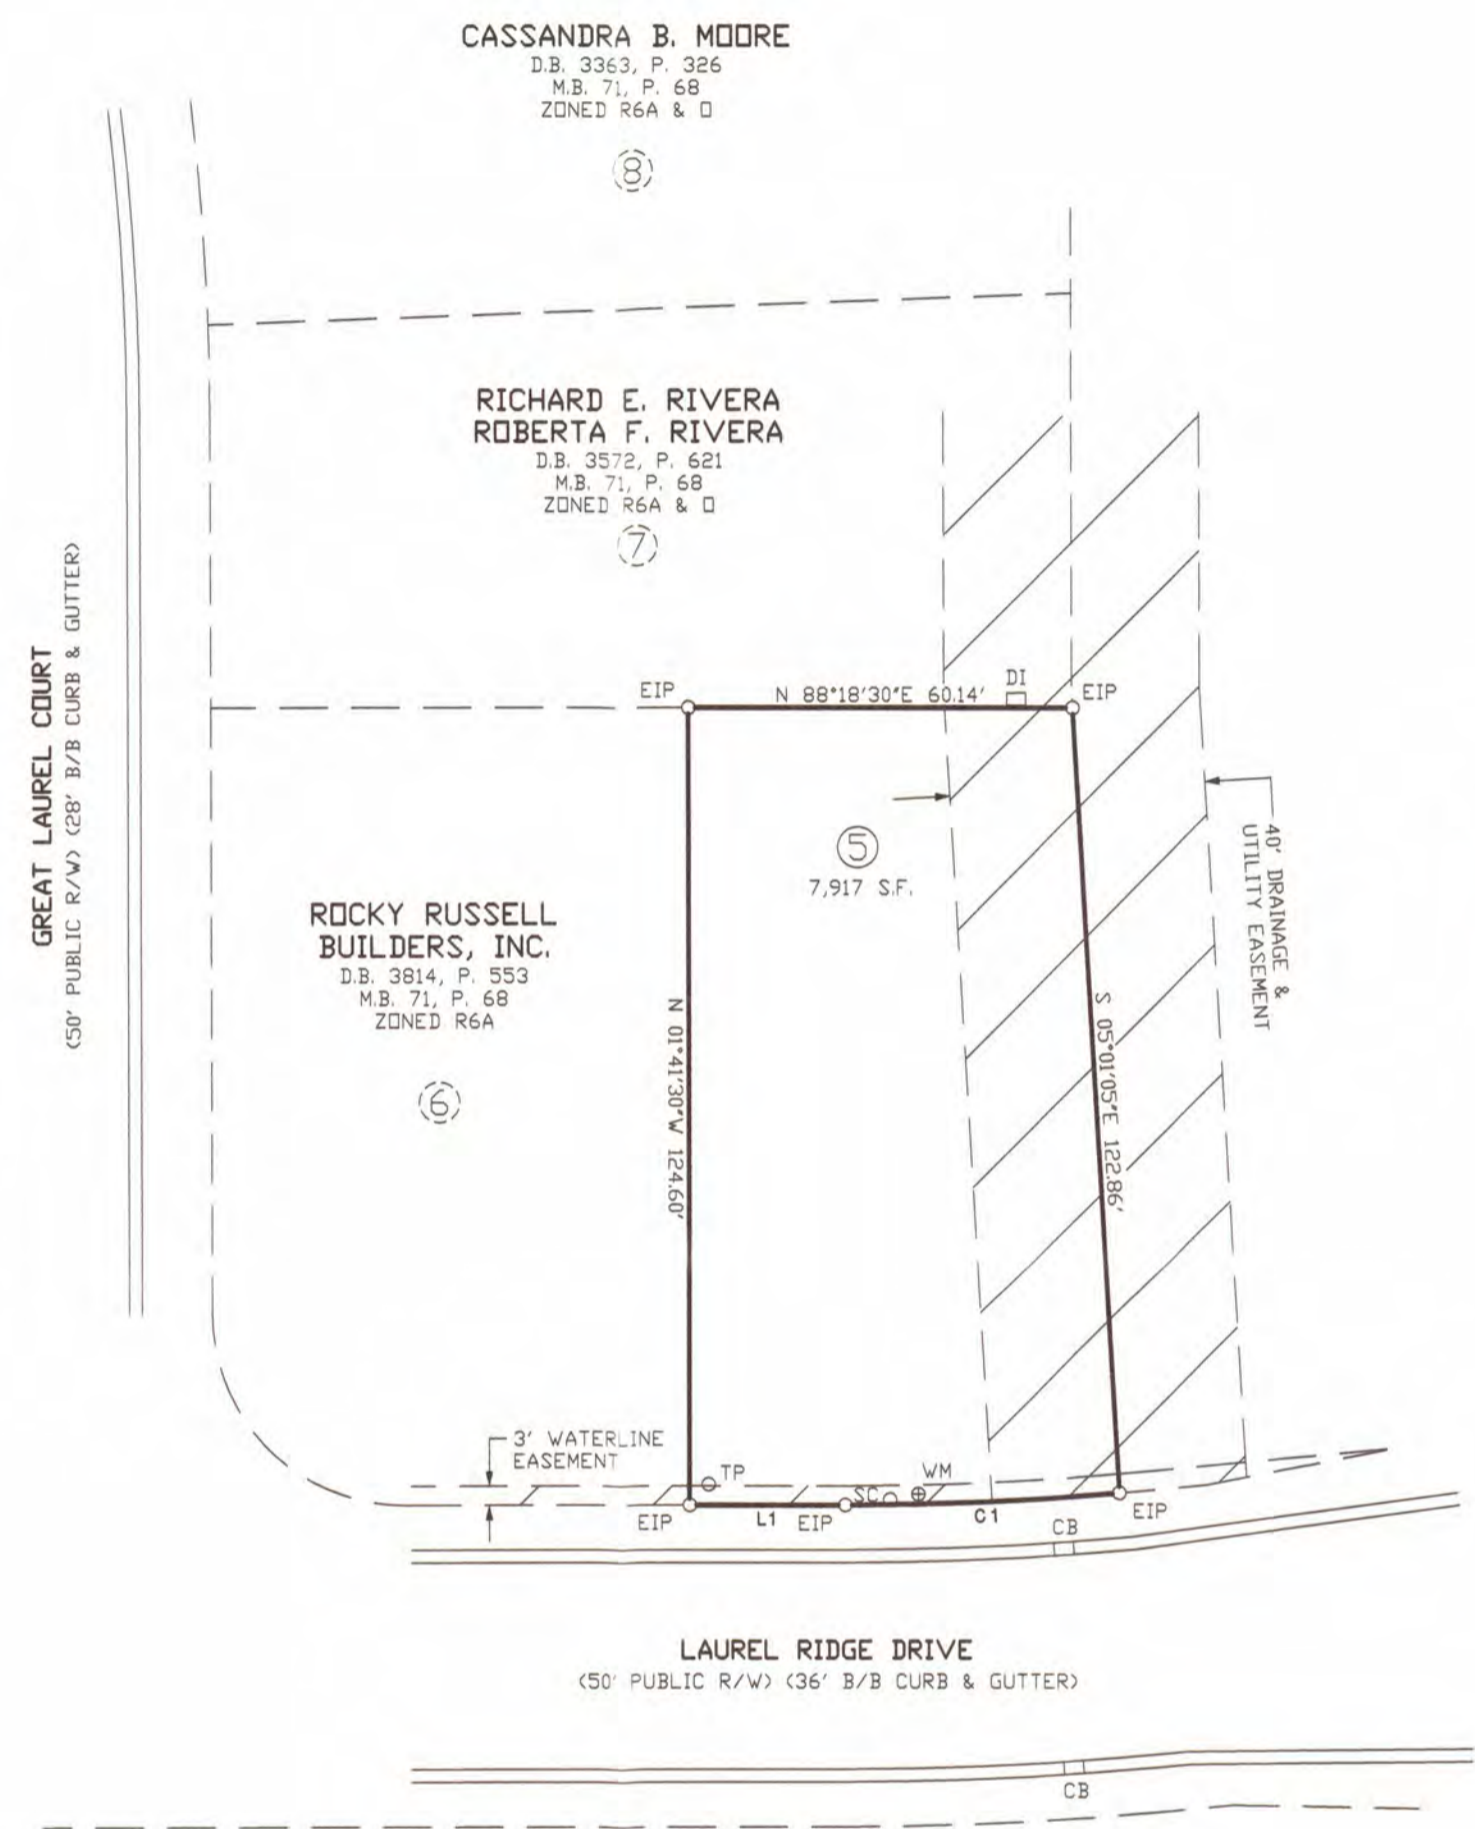 CASSANDRA B. MOORE
D.B. 3363, P. 326
M.B. 71, P. 68
ZONED R6A & O
8
RICHARD E. RIVERA
ROBERTA F. RIVERA
D.B. 3572, P. 621
M.B. 71, P. 68
ZONED R6A & O
7
GREAT LAUREL COURT
(50' PUBLIC R/W) (28' B/B CURB & GUTTER)
EIP
N 88°18'30"E 60.14'
DI
EIP
5
7,917 S.F.
40' DRAINAGE &
UTILITY EASEMENT
ROCKY RUSSELL
BUILDERS, INC.
D.B. 3814, P. 553
M.B. 71, P. 68
ZONED R6A
6
N 01°41'30"W 124.60'
S 05°01'05"E 122.86'
3' WATERLINE
EASEMENT
TP
SC
WM
EIP
L1
EIP
C1
EIP
CB
LAUREL RIDGE DRIVE
(50' PUBLIC R/W) (36' B/B CURB & GUTTER)
CB